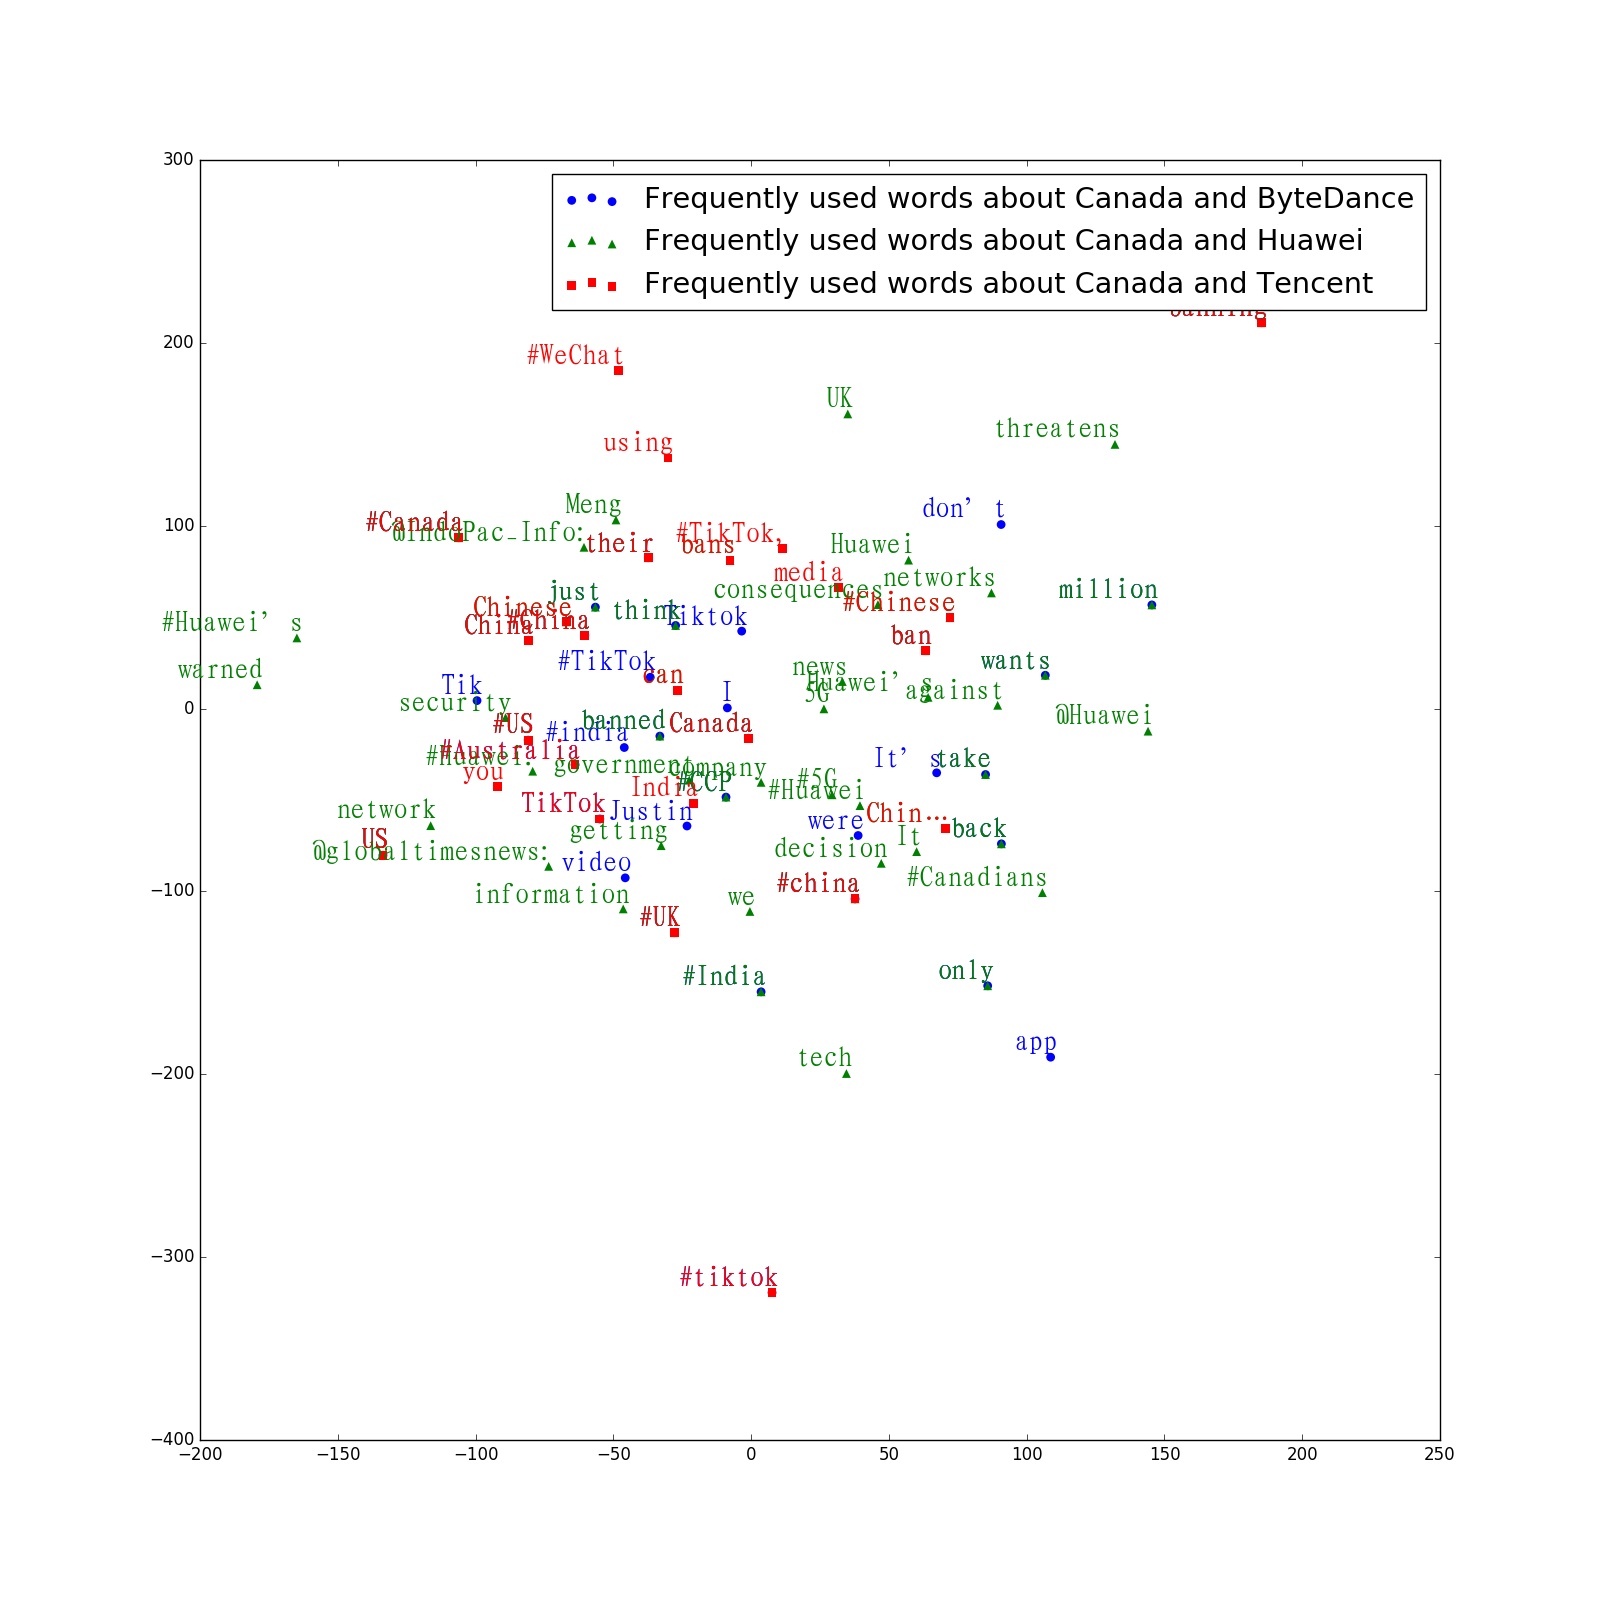 300
Frequently used words about Canada and ByteDance
Frequently used words about Canada and Huawei
Frequently used words about Canada and Tencent
banning
200
#WeChat
UK
threatens
using
Meng
don’ t
100
#Canada
@IndoPac_Info:
#TikTok,
their
bans
Huawei
media
networks
just
consequences
million
Chinese
#Chinese
think
Tiktok
#Huawei’ s
China
#China
ban
#TikTok
wants
warned
can
news
Tik
Huawei’ s
security
5G
I
against
0
@Huawei
#US
#india
banned
Canada
#Australia
#Huawei.
It’ s
take
you
government
company.
#CCP
#5G
India
#Huawei
TikTok
Justin
network
were
Chin…
back
getting
US
It
@globaltimesnews:
decision
video
−100
information
#china
#Canadians
we
#UK
#India
only
app
−200
tech
−300
#tiktok
−400
−200 −150 −100 −50 0 50 100 150 200 250